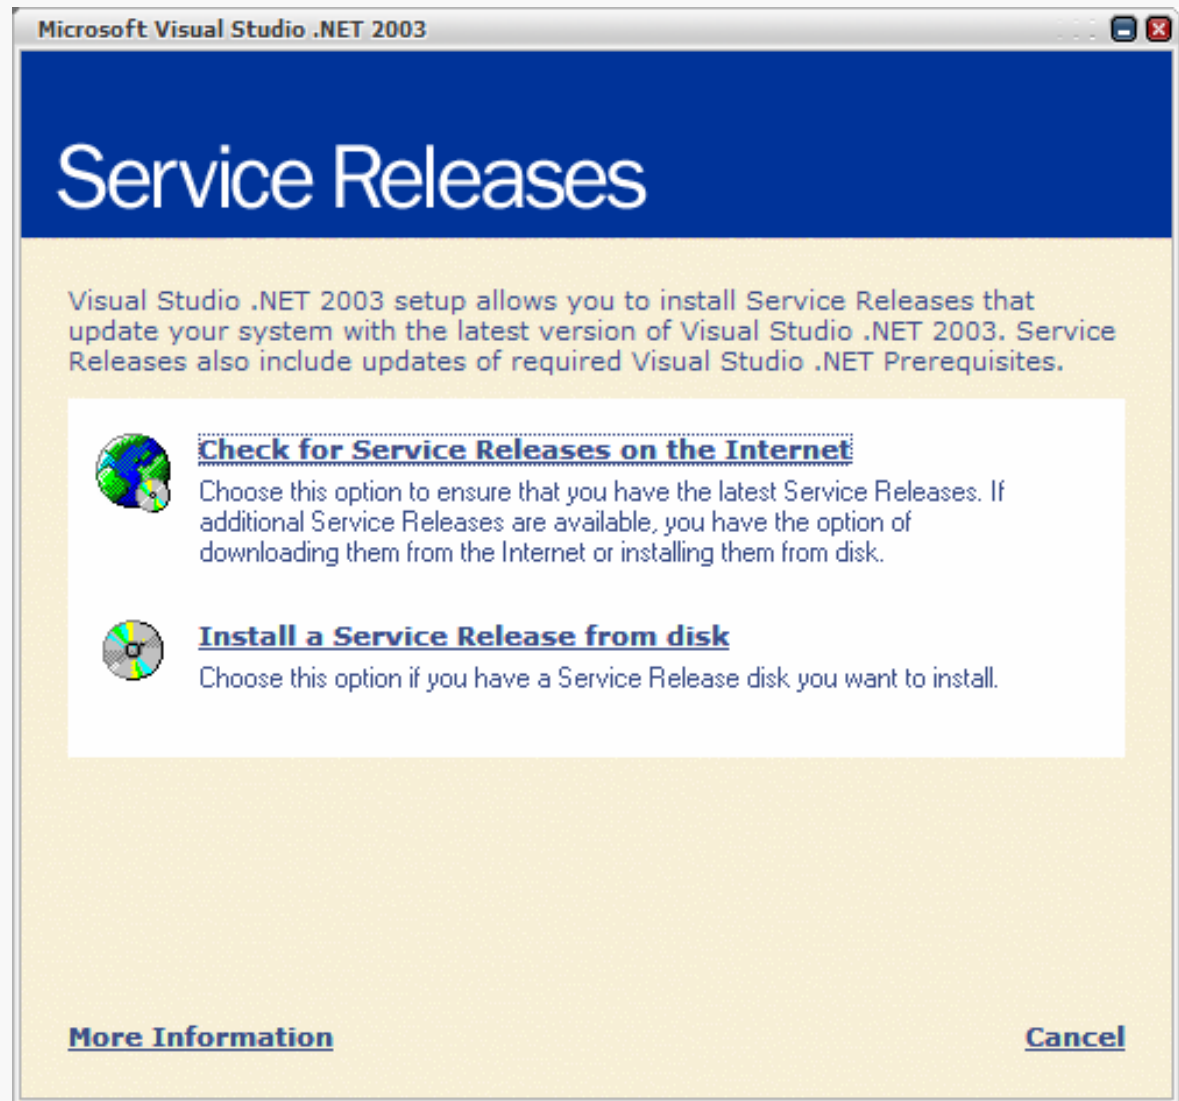 Microsoft Visual Studio .NET 2003
Service Releases
Visual Studio .NET 2003 setup allows you to install Service Releases that
update your system with the latest version of Visual Studio .NET 2003. Service
Releases also include updates of required Visual Studio .NET Prerequisites.
Check for Service Releases on the Internet
Choose this option to ensure that you have the latest Service Releases. If
additional Service Releases are available, you have the option of
downloading them from the Internet or installing them from disk.
Install a Service Release from disk
Choose this option if you have a Service Release disk you want to install.
More Information
Cancel